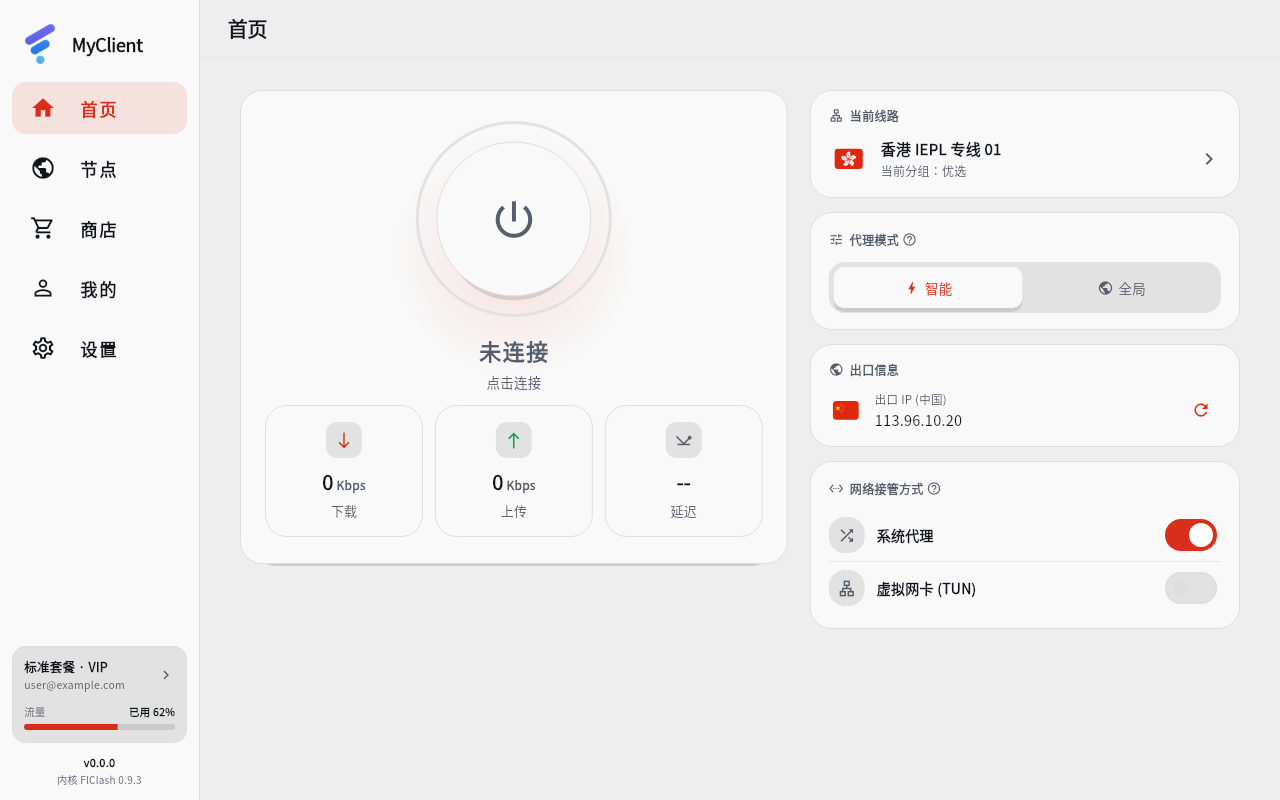 MyClient
首页
节点
商店
我的
设置
标准套餐 · VIP
user@example.com
流量 已用 62%
v0.0.0
内核 FlClash 0.9.3
首页
未连接
点击连接
0 Kbps
下载
0 Kbps
上传
--
延迟
当前线路
香港 IEPL 专线 01
当前分组：优选
代理模式
智能
全局
出口信息
出口 IP (中国)
113.96.10.20
网络接管方式
系统代理
虚拟网卡 (TUN)